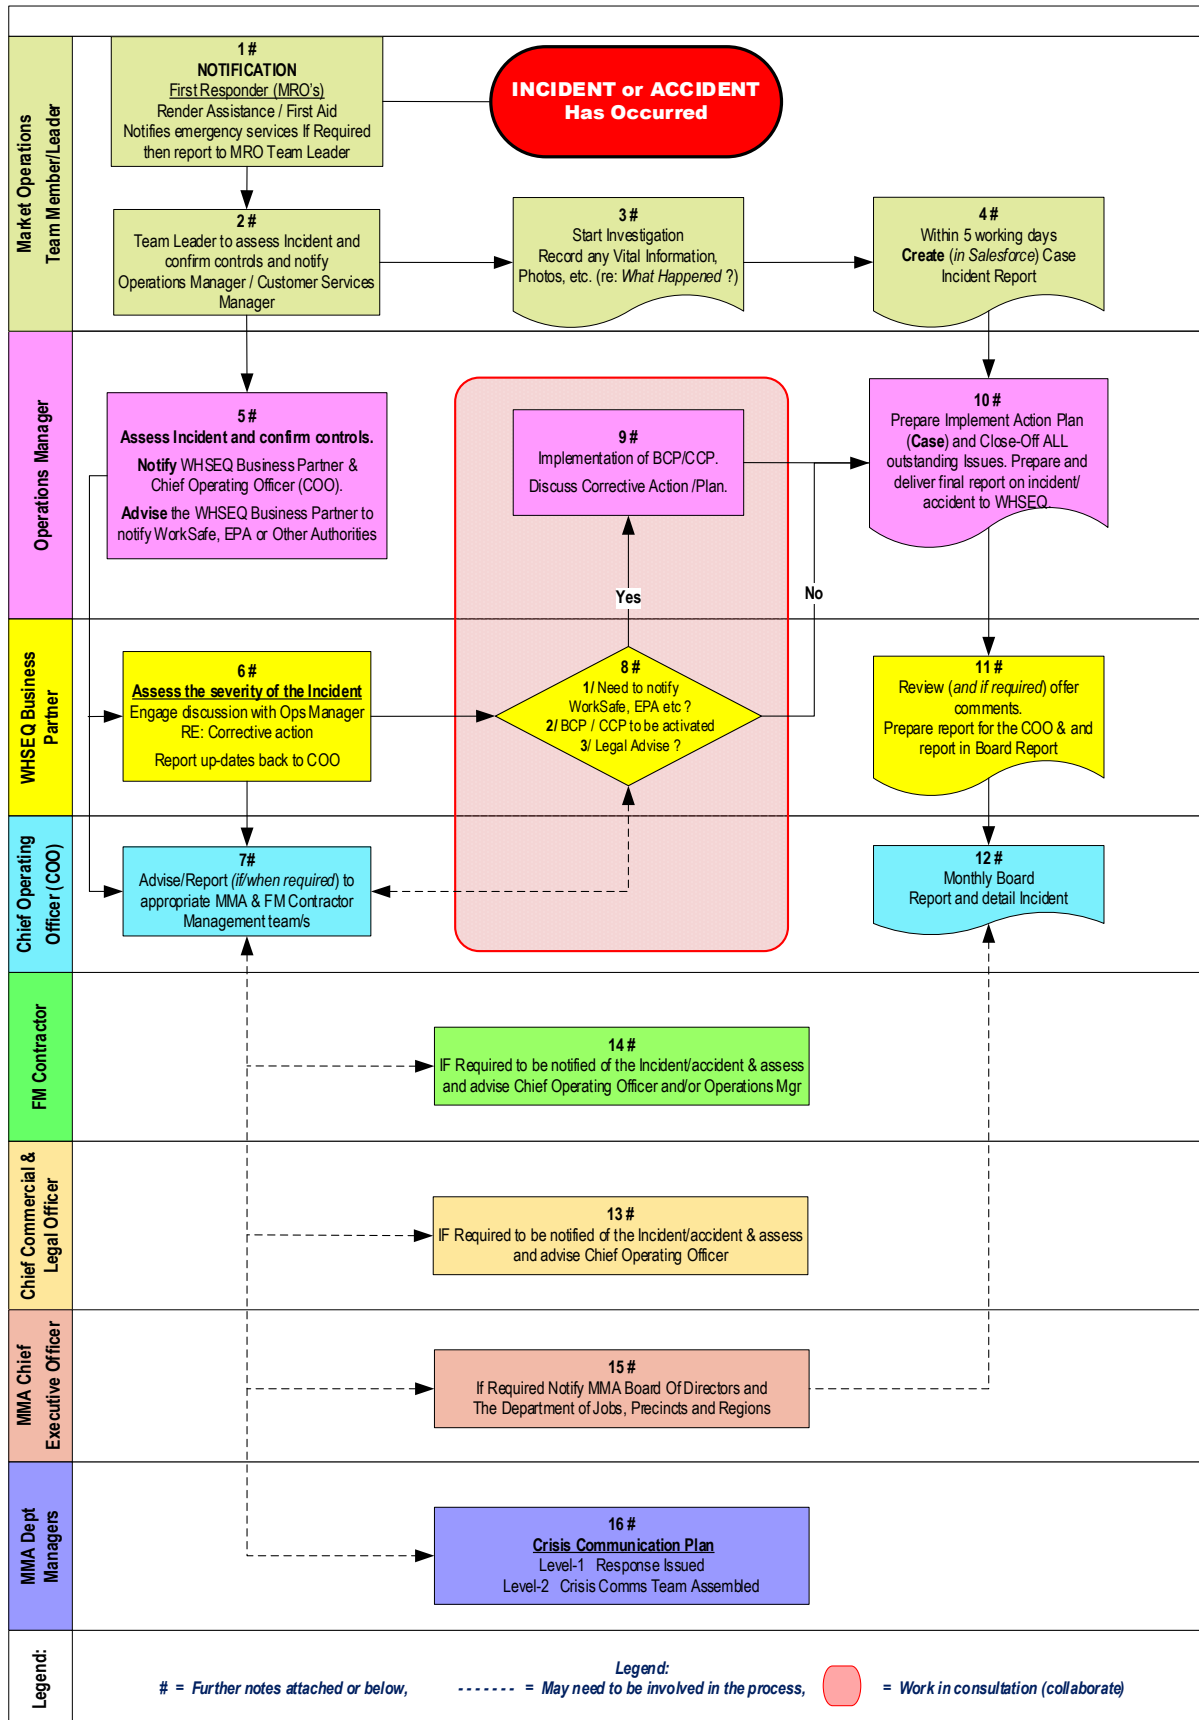 Market Operations
Team Member/Leader
1 #
NOTIFICATION
First Responder (MRO's)
Render Assistance / First Aid
Notifies emergency services If Required
then report to MRO Team Leader
INCIDENT or ACCIDENT
Has Occurred
2 #
Team Leader to assess Incident and
confirm controls and notify
Operations Manager / Customer Services
Manager
3 #
Start Investigation
Record any Vital Information,
Photos, etc. (re: What Happened ?)
4 #
Within 5 working days
Create (in Salesforce) Case
Incident Report
Operations Manager
5 #
Assess Incident and confirm controls.
Notify WHSEQ Business Partner &
Chief Operating Officer (COO).
Advise the WHSEQ Business Partner to
notify WorkSafe, EPA or Other Authorities
9 #
Implementation of BCP/CCP.
Discuss Corrective Action /Plan.
10 #
Prepare Implement Action Plan
(Case) and Close-Off ALL
outstanding Issues. Prepare and
deliver final report on incident/
accident to WHSEQ.
Yes
No
WHSEQ Business
Partner
6 #
Assess the severity of the Incident
Engage discussion with Ops Manager
RE: Corrective action
Report up-dates back to COO
8 #
1/ Need to notify
WorkSafe, EPA etc ?
2/ BCP / CCP to be activated
3/ Legal Advise ?
11 #
Review (and if required) offer
comments.
Prepare report for the COO & and
report in Board Report
Chief Operating
Officer (COO)
7#
Advise/Report (if/when required) to
appropriate MMA & FM Contractor
Management team/s
12 #
Monthly Board
Report and detail Incident
FM Contractor
14 #
IF Required to be notified of the Incident/accident & assess
and advise Chief Operating Officer and/or Operations Mgr
Chief Commercial &
Legal Officer
13 #
IF Required to be notified of the Incident/accident & assess
and advise Chief Operating Officer
MMA Chief
Executive Officer
15 #
If Required Notify MMA Board Of Directors and
The Department of Jobs, Precincts and Regions
MMA Dept
Managers
16 #
Crisis Communication Plan
Level-1 Response Issued
Level-2 Crisis Comms Team Assembled
Legend:
Legend:
# = Further notes attached or below, - - - - - - - = May need to be involved in the process, = Work in consultation (collaborate)